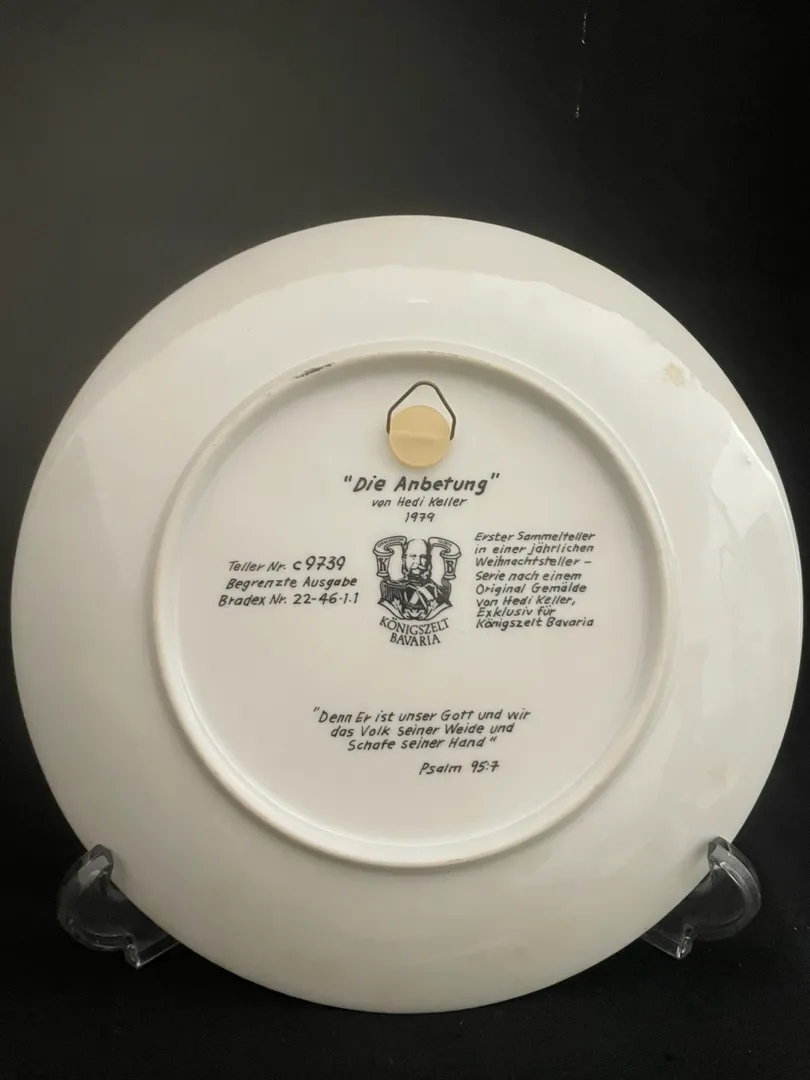 "Die Anbetung"
von Hedi Keller
1979
Teller Nr. C9739
Begrenzte Ausgabe
Bradex Nr. 22-46-1.1
K B
KÖNIGSZELT
BAVARIA
Erster Sammelteller
in einer jährlichen
Weihnachtsteller –
Serie nach einem
Original Gemälde
von Hedi Keller,
Exklusiv für
Königszelt Bavaria
"Denn Er ist unser Gott und wir
das Volk seiner Weide und
Schafe seiner Hand"
Psalm 95:7